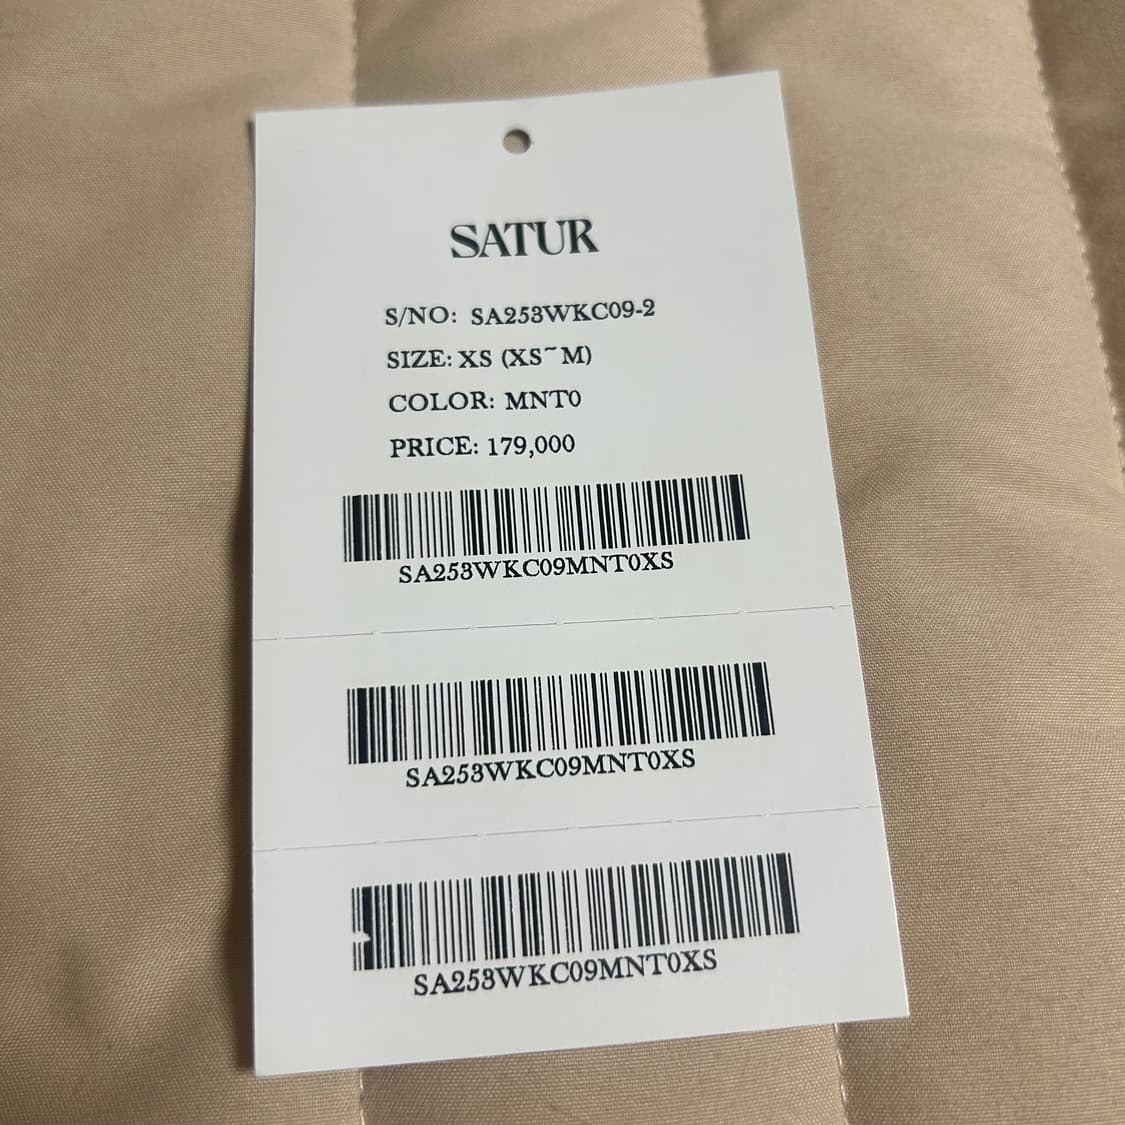 SATUR
S/NO: SA253WKC09-2
SIZE: XS (XS~M)
COLOR: MNT0
PRICE: 179,000
SA253WKC09MNT0XS
SA253WKC09MNT0XS
SA253WKC09MNT0XS